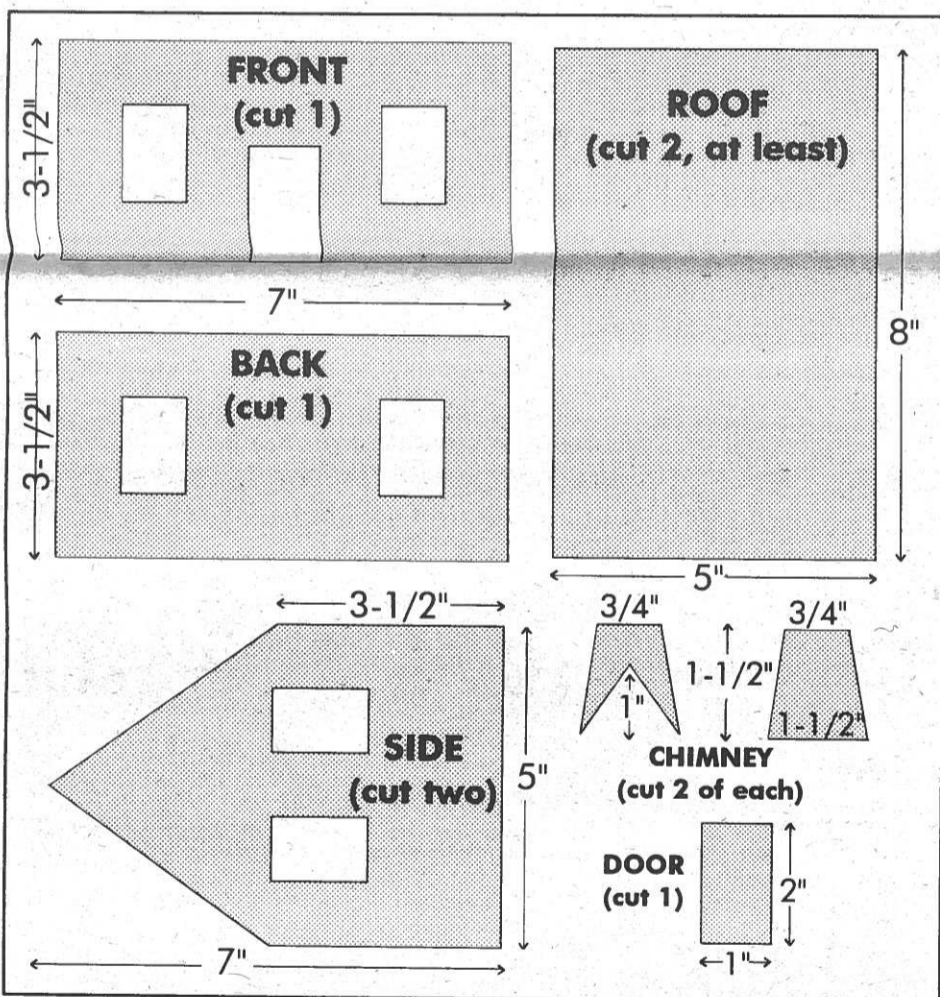 FRONT
(cut 1)
3-1/2"
7"
ROOF
(cut 2, at least)
8"
5"
BACK
(cut 1)
3-1/2"
3-1/2"
SIDE
(cut two)
5"
7"
3/4"
3/4"
1-1/2"
1"
1-1/2"
CHIMNEY
(cut 2 of each)
DOOR
(cut 1)
2"
1"